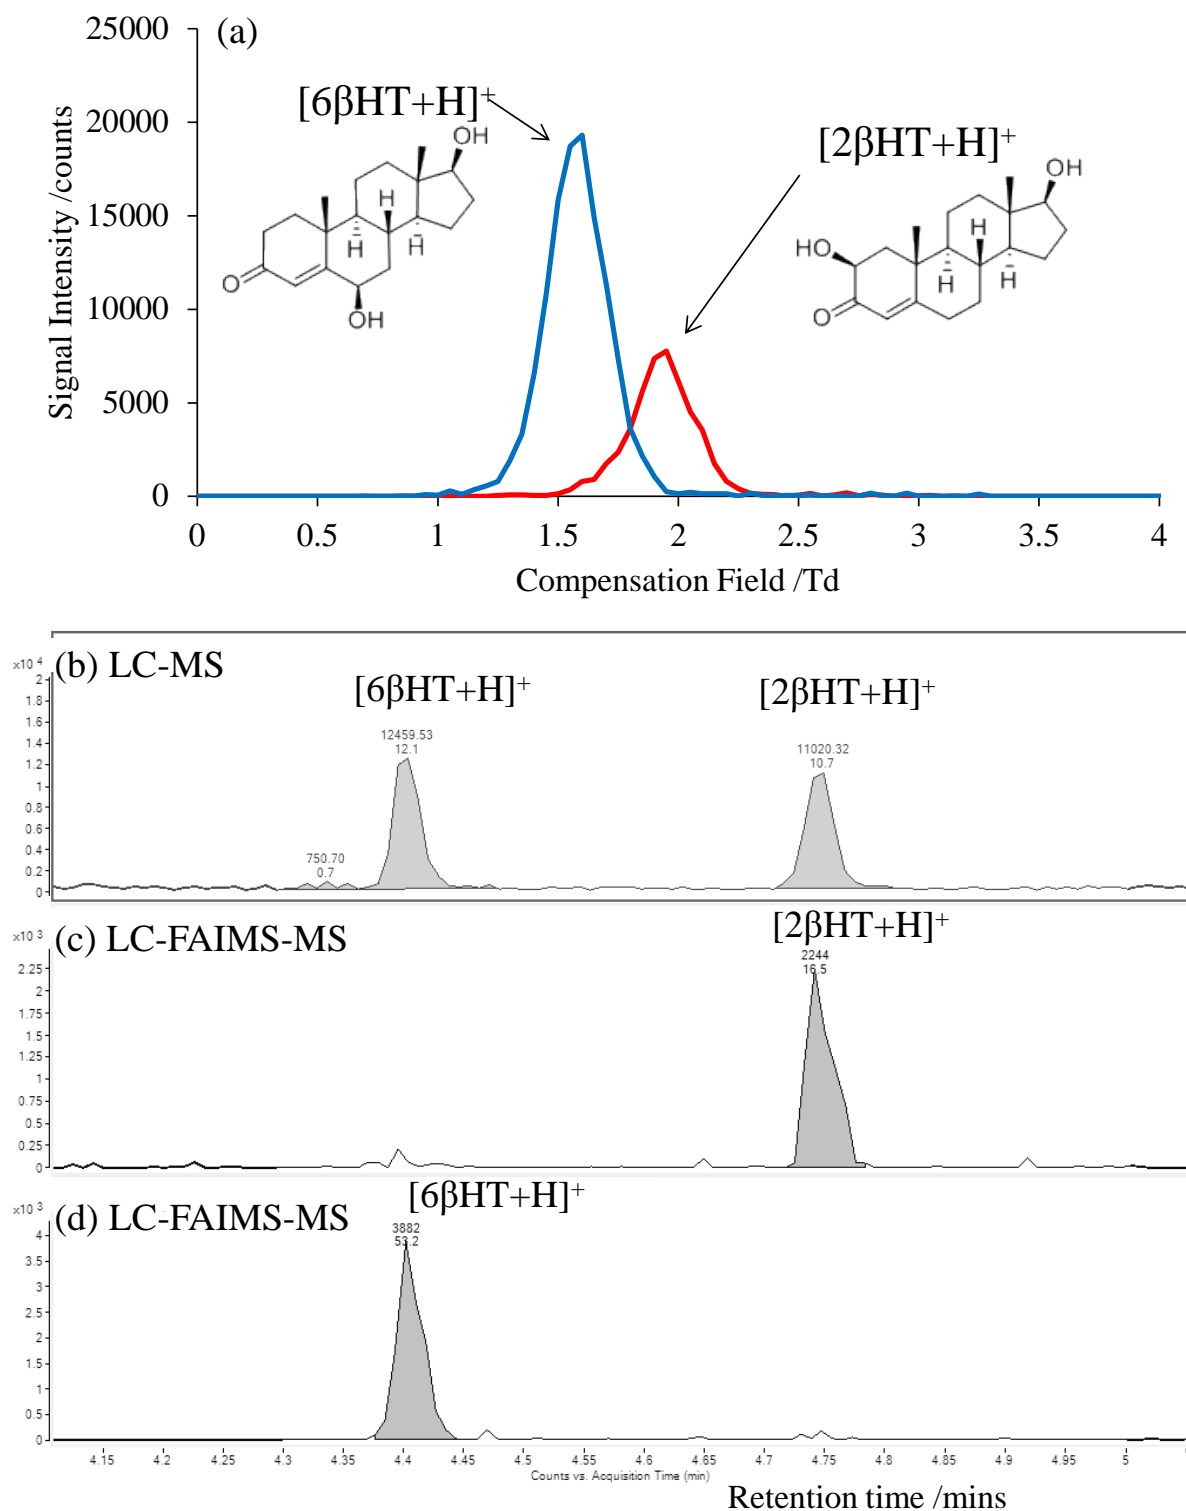 (a)
25000
20000
15000
10000
5000
0
Signal Intensity /counts
[6βHT+H]⁺
[2βHT+H]⁺
OH
H
H
H
O
OH
OH
HO
H
H
H
O
0 0.5 1 1.5 2 2.5 3 3.5 4
Compensation Field /Td
(b) LC-MS
x10 4
2
1.8
1.6
1.4
1.2
1
0.8
0.6
0.4
0.2
0
[6βHT+H]⁺
[2βHT+H]⁺
750.70
0.7
12459.53
12.1
11020.32
10.7
(c) LC-FAIMS-MS
x10 3
2.25
2
1.75
1.5
1.25
1
0.75
0.5
0.25
0
[2βHT+H]⁺
2244
16.5
(d) LC-FAIMS-MS
x10 3
4
3.5
3
2.5
2
1.5
1
0.5
0
[6βHT+H]⁺
3882
53.2
4.15 4.2 4.25 4.3 4.35 4.4 4.45 4.5 4.55 4.6 4.65 4.7 4.75 4.8 4.85 4.9 4.95 5
Counts vs. Acquisition Time (min)
Retention time /mins